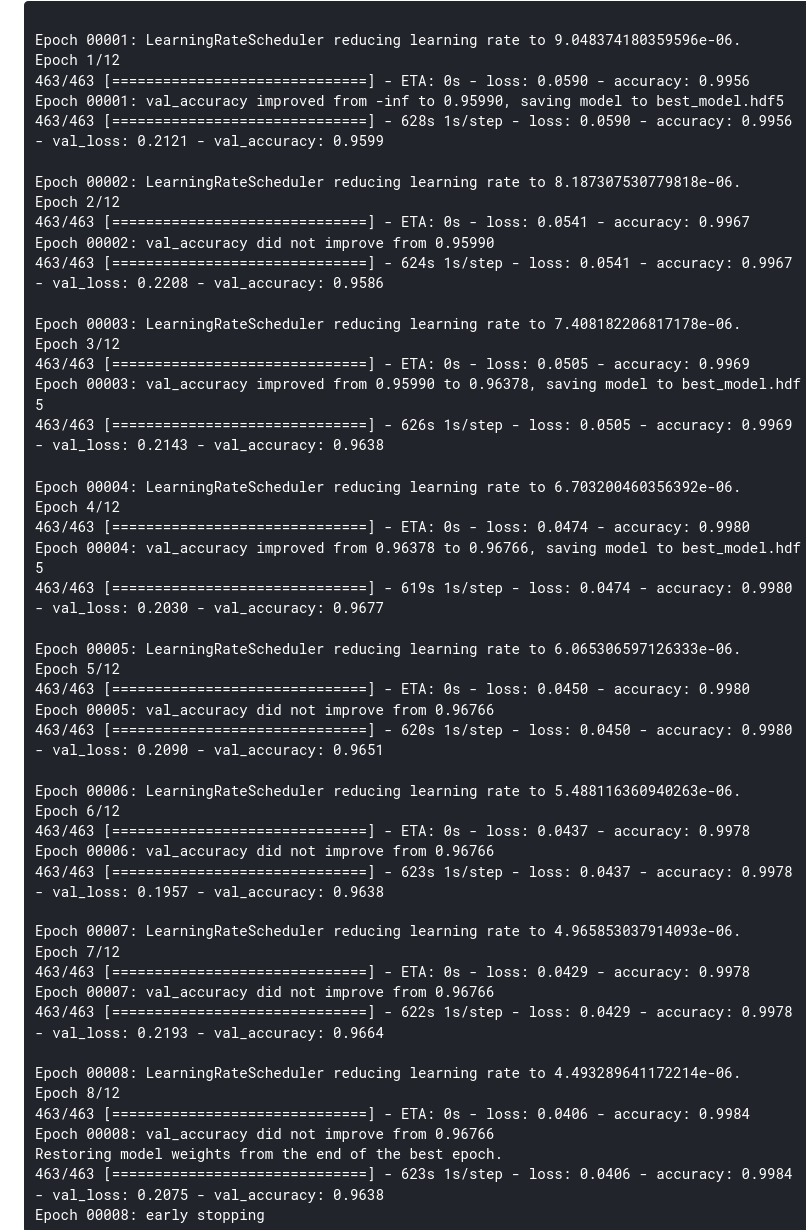 Epoch 00001: LearningRateScheduler reducing learning rate to 9.048374180359596e-06.
Epoch 1/12
463/463 [==============================] - ETA: 0s - loss: 0.0590 - accuracy: 0.9956
Epoch 00001: val_accuracy improved from -inf to 0.95990, saving model to best_model.hdf5
463/463 [==============================] - 628s 1s/step - loss: 0.0590 - accuracy: 0.9956
- val_loss: 0.2121 - val_accuracy: 0.9599
Epoch 00002: LearningRateScheduler reducing learning rate to 8.187307530779818e-06.
Epoch 2/12
463/463 [==============================] - ETA: 0s - loss: 0.0541 - accuracy: 0.9967
Epoch 00002: val_accuracy did not improve from 0.95990
463/463 [==============================] - 624s 1s/step - loss: 0.0541 - accuracy: 0.9967
- val_loss: 0.2208 - val_accuracy: 0.9586
Epoch 00003: LearningRateScheduler reducing learning rate to 7.408182206817178e-06.
Epoch 3/12
463/463 [==============================] - ETA: 0s - loss: 0.0505 - accuracy: 0.9969
Epoch 00003: val_accuracy improved from 0.95990 to 0.96378, saving model to best_model.hdf
5
463/463 [==============================] - 626s 1s/step - loss: 0.0505 - accuracy: 0.9969
- val_loss: 0.2143 - val_accuracy: 0.9638
Epoch 00004: LearningRateScheduler reducing learning rate to 6.703200460356392e-06.
Epoch 4/12
463/463 [==============================] - ETA: 0s - loss: 0.0474 - accuracy: 0.9980
Epoch 00004: val_accuracy improved from 0.96378 to 0.96766, saving model to best_model.hdf
5
463/463 [==============================] - 619s 1s/step - loss: 0.0474 - accuracy: 0.9980
- val_loss: 0.2030 - val_accuracy: 0.9677
Epoch 00005: LearningRateScheduler reducing learning rate to 6.065306597126333e-06.
Epoch 5/12
463/463 [==============================] - ETA: 0s - loss: 0.0450 - accuracy: 0.9980
Epoch 00005: val_accuracy did not improve from 0.96766
463/463 [==============================] - 620s 1s/step - loss: 0.0450 - accuracy: 0.9980
- val_loss: 0.2090 - val_accuracy: 0.9651
Epoch 00006: LearningRateScheduler reducing learning rate to 5.488116360940263e-06.
Epoch 6/12
463/463 [==============================] - ETA: 0s - loss: 0.0437 - accuracy: 0.9978
Epoch 00006: val_accuracy did not improve from 0.96766
463/463 [==============================] - 623s 1s/step - loss: 0.0437 - accuracy: 0.9978
- val_loss: 0.1957 - val_accuracy: 0.9638
Epoch 00007: LearningRateScheduler reducing learning rate to 4.965853037914093e-06.
Epoch 7/12
463/463 [==============================] - ETA: 0s - loss: 0.0429 - accuracy: 0.9978
Epoch 00007: val_accuracy did not improve from 0.96766
463/463 [==============================] - 622s 1s/step - loss: 0.0429 - accuracy: 0.9978
- val_loss: 0.2193 - val_accuracy: 0.9664
Epoch 00008: LearningRateScheduler reducing learning rate to 4.493289641172214e-06.
Epoch 8/12
463/463 [==============================] - ETA: 0s - loss: 0.0406 - accuracy: 0.9984
Epoch 00008: val_accuracy did not improve from 0.96766
Restoring model weights from the end of the best epoch.
463/463 [==============================] - 623s 1s/step - loss: 0.0406 - accuracy: 0.9984
- val_loss: 0.2075 - val_accuracy: 0.9638
Epoch 00008: early stopping